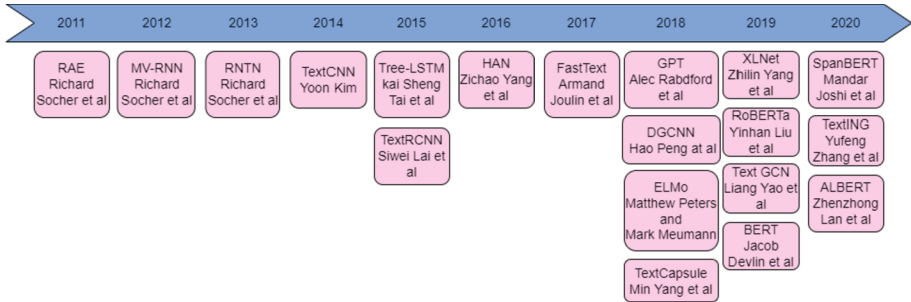 2011 2012 2013 2014 2015 2016 2017 2018 2019 2020
RAE
Richard
Socher et al
MV-RNN
Richard
Socher et al
RNTN
Richard
Socher et al
TextCNN
Yoon Kim
Tree-LSTM
kai Sheng
Tai et al
TextRCNN
Siwei Lai et
al
HAN
Zichao Yang
et al
FastText
Armand
Joulin et al
GPT
Alec Rabdford
et al
DGCNN
Hao Peng at al
ELMo
Matthew Peters
and
Mark Meumann
TextCapsule
Min Yang et al
XLNet
Zhilin Yang
et al
RoBERTa
Yinhan Liu
et al
Text GCN
Liang Yao et
al
BERT
Jacob
Devlin et al
SpanBERT
Mandar
Joshi et al
TextING
Yufeng
Zhang et al
ALBERT
Zhenzhong
Lan et al